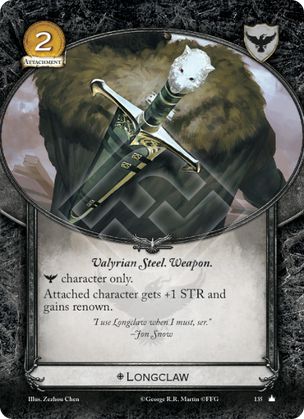 2
ATTACHMENT
Valyrian Steel. Weapon.
character only.
Attached character gets +1 STR and
gains renown.
"I use Longclaw when I must, ser."
–Jon Snow
LONGCLAW
Illus. Zezhou Chen ©George R.R. Martin ©FFG 135